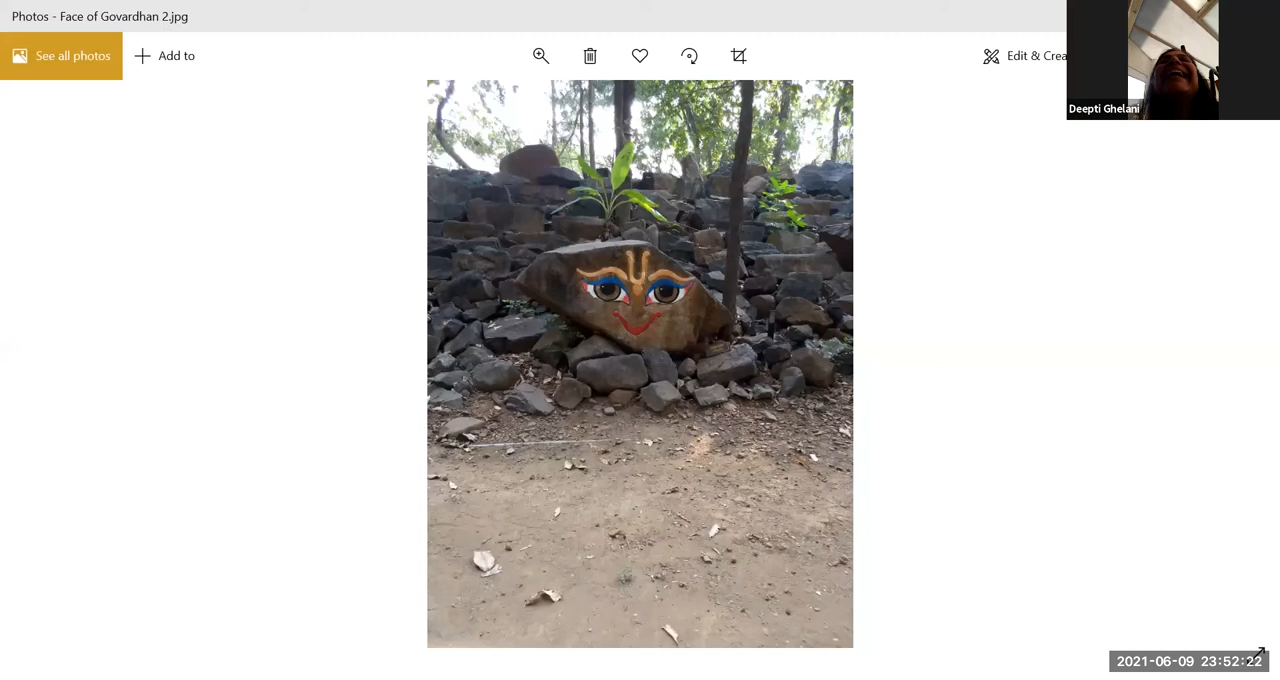 Photos - Face of Govardhan 2.jpg
See all photos
Add to
Edit & Crea
Deepti Ghelani
2021-06-09 23:52:22